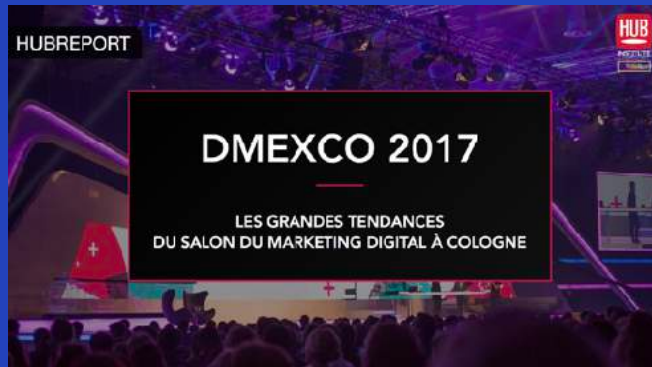 HUBREPORT
HUB
INSTITUTE
DMEXCO 2017
LES GRANDES TENDANCES
DU SALON DU MARKETING DIGITAL À COLOGNE